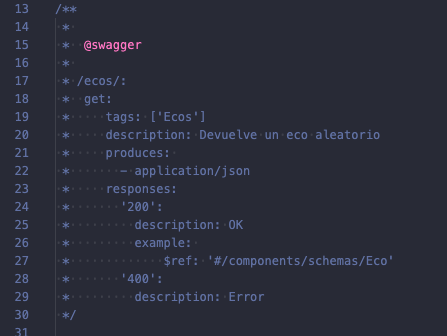 13 /**
14 *
15 * @swagger
16 *
17 * /ecos/:
18 * get:
19 * tags: ['Ecos']
20 * description: Devuelve un eco aleatorio
21 * produces:
22 * - application/json
23 * responses:
24 * '200':
25 * description: OK
26 * example:
27 * $ref: '#/components/schemas/Eco'
28 * '400':
29 * description: Error
30 */
31